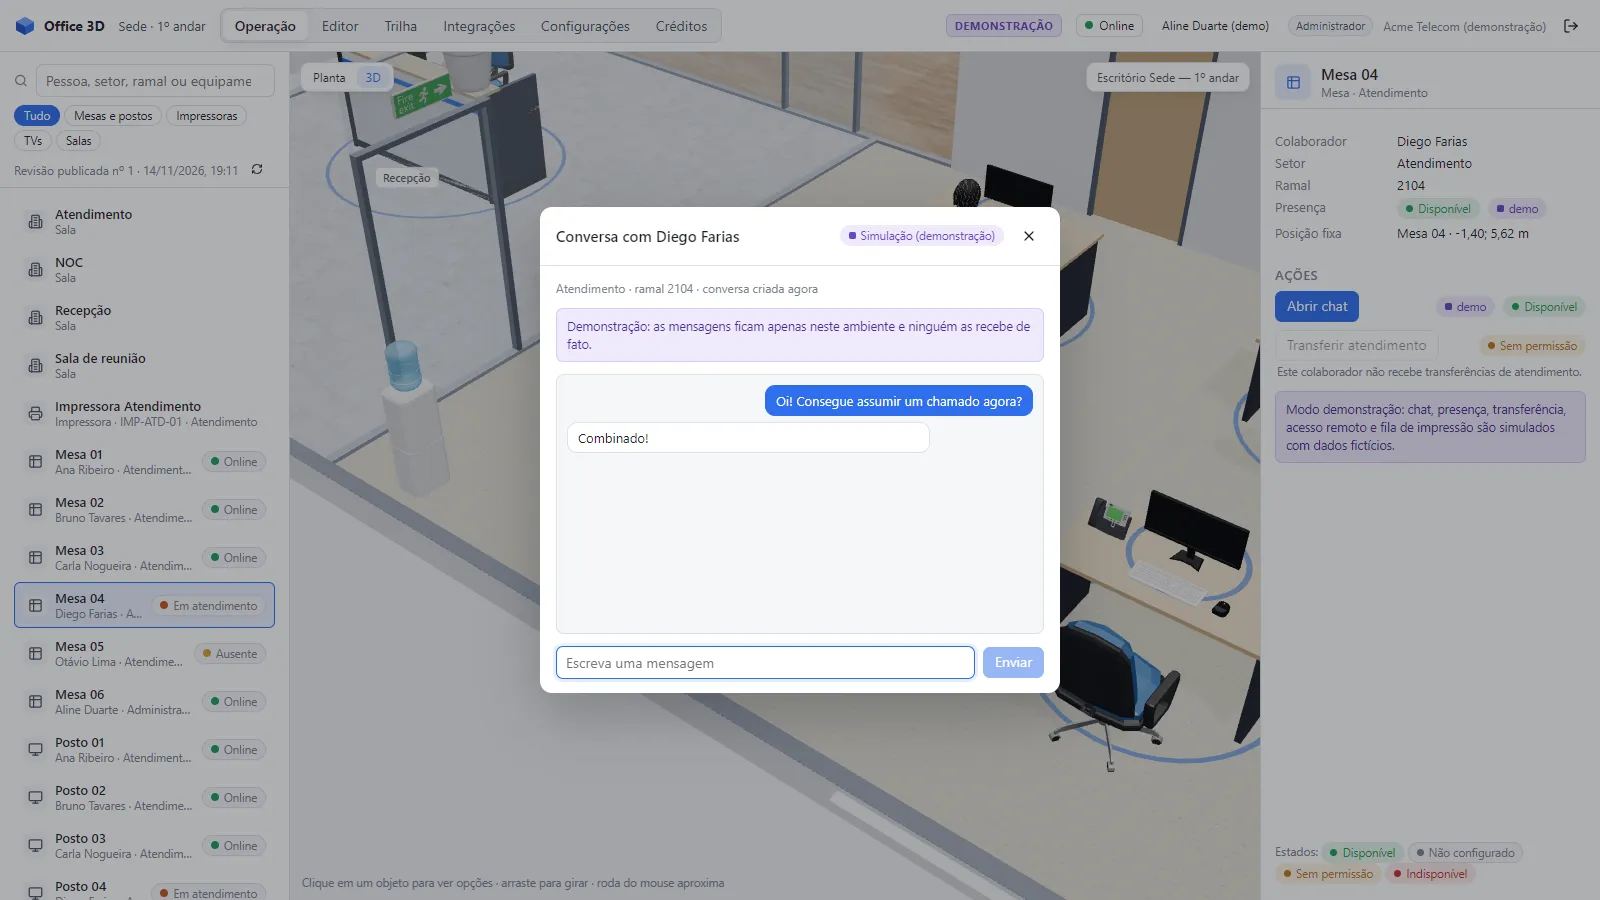 Office 3D
Sede · 1º andar
Operação
Editor
Trilha
Integrações
Configurações
Créditos
DEMONSTRAÇÃO
Online
Aline Duarte (demo)
Administrador
Acme Telecom (demonstração)
Pessoa, setor, ramal ou equipame
Tudo
Mesas e postos
Impressoras
TVs
Salas
Revisão publicada nº 1 · 14/11/2026, 19:11
Atendimento
Sala
NOC
Sala
Recepção
Sala
Sala de reunião
Sala
Impressora Atendimento
Impressora · IMP-ATD-01 · Atendimento
Mesa 01
Ana Ribeiro · Atendiment...
Online
Mesa 02
Bruno Tavares · Atendime...
Online
Mesa 03
Carla Nogueira · Atendim...
Online
Mesa 04
Diego Farias · A...
Em atendimento
Mesa 05
Otávio Lima · Atendime...
Ausente
Mesa 06
Aline Duarte · Administra...
Online
Posto 01
Ana Ribeiro · Atendiment...
Online
Posto 02
Bruno Tavares · Atendime...
Online
Posto 03
Carla Nogueira · Atendim...
Online
Posto 04
Em atendimento
Planta
3D
Fire
exit
Recepção
Escritório Sede — 1º andar
Conversa com Diego Farias
Simulação (demonstração)
Atendimento · ramal 2104 · conversa criada agora
Demonstração: as mensagens ficam apenas neste ambiente e ninguém as recebe de
fato.
Oi! Consegue assumir um chamado agora?
Combinado!
Escreva uma mensagem
Enviar
Clique em um objeto para ver opções · arraste para girar · roda do mouse aproxima
Mesa 04
Mesa · Atendimento
Colaborador
Diego Farias
Setor
Atendimento
Ramal
2104
Presença
Disponível
demo
Posição fixa
Mesa 04 · -1,40; 5,62 m
AÇÕES
Abrir chat
demo
Disponível
Transferir atendimento
Sem permissão
Este colaborador não recebe transferências de atendimento.
Modo demonstração: chat, presença, transferência,
acesso remoto e fila de impressão são simulados
com dados fictícios.
Estados:
Disponível
Não configurado
Sem permissão
Indisponível